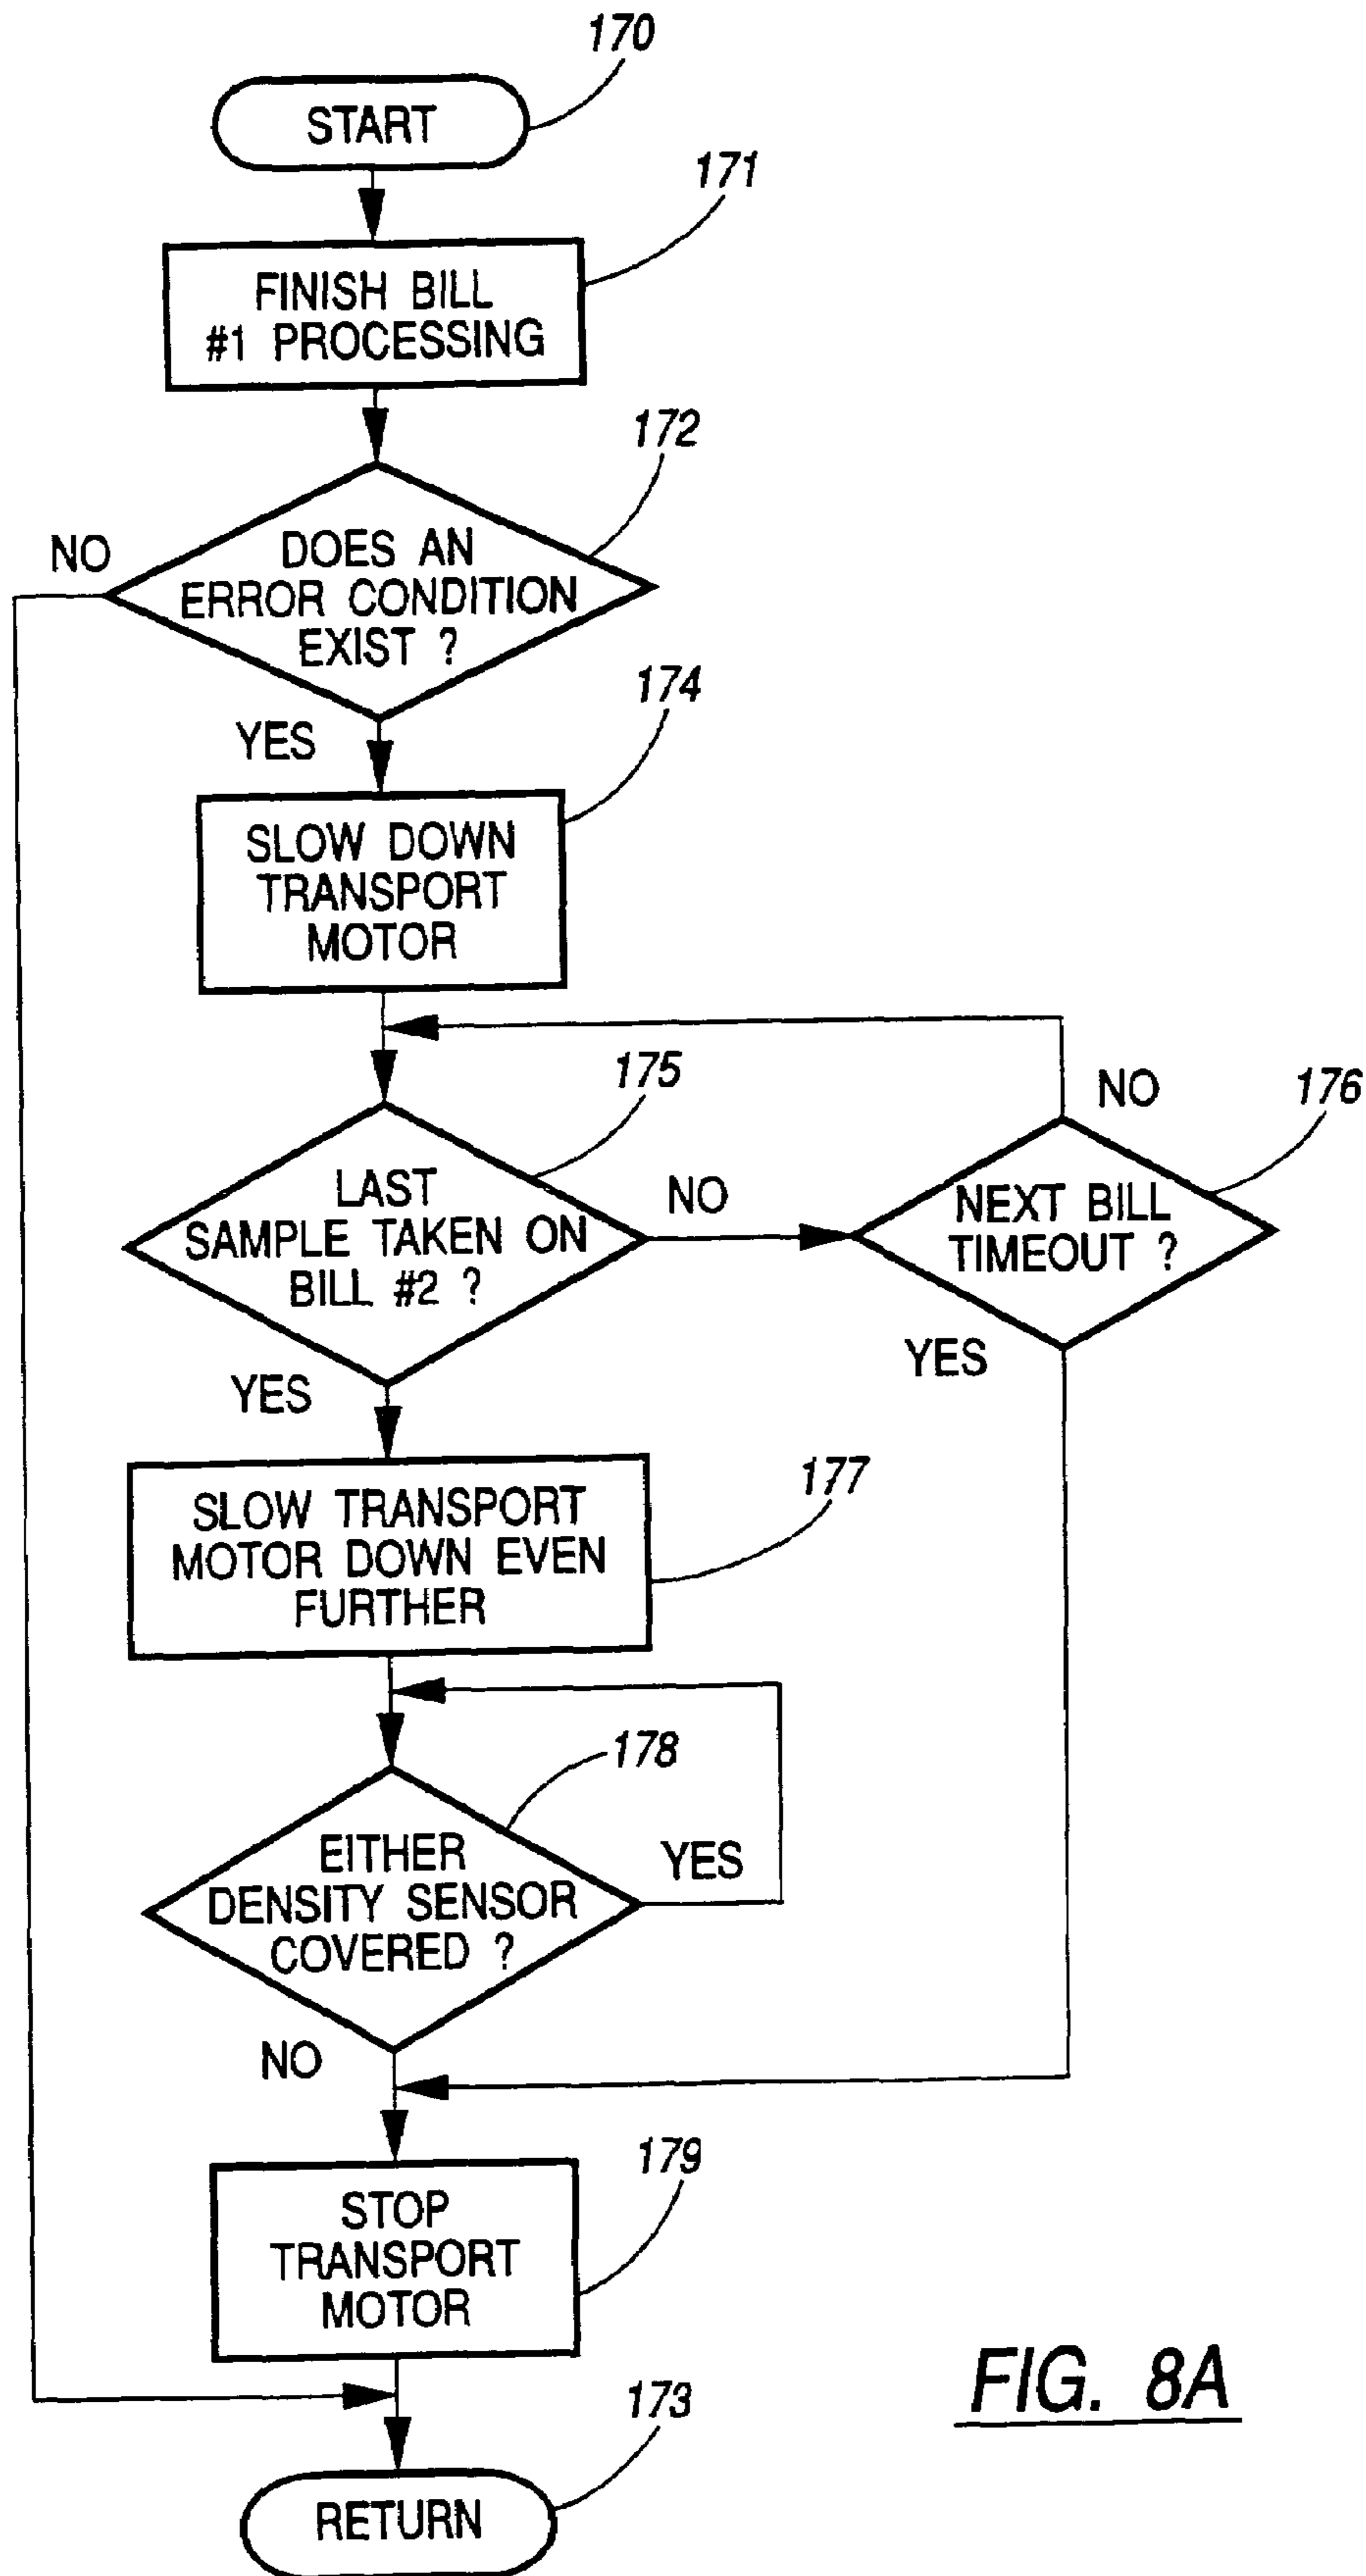 170
START
171
FINISH BILL
#1 PROCESSING
172
NO
DOES AN
ERROR CONDITION
EXIST ?
174
YES
SLOW DOWN
TRANSPORT
MOTOR
175
NO
176
LAST
SAMPLE TAKEN ON
BILL #2 ?
NO
NEXT BILL
TIMEOUT ?
YES
YES
177
SLOW TRANSPORT
MOTOR DOWN EVEN
FURTHER
178
EITHER
DENSITY SENSOR
COVERED ?
YES
NO
179
STOP
TRANSPORT
MOTOR
173
RETURN
FIG. 8A